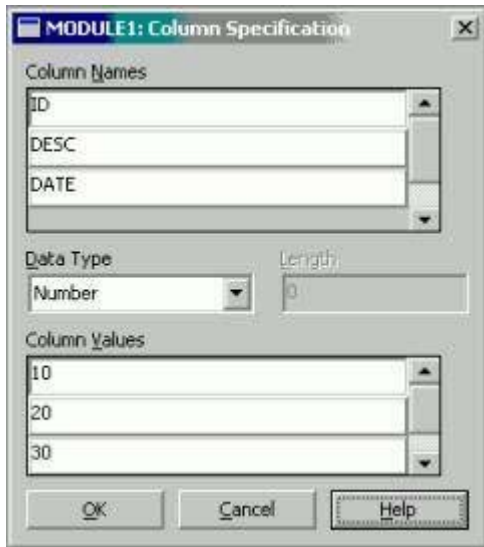 MODULE1: Column Specification
Column Names
ID
DESC
DATE
Data Type Length
Number 0
Column Values
10
20
30
OK Cancel Help